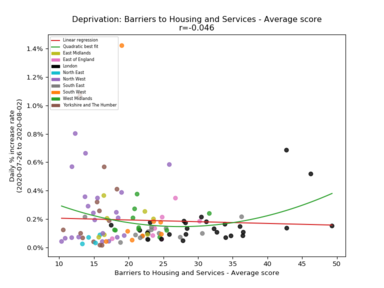 Deprivation: Barriers to Housing and Services - Average score
r=-0.046
Daily % increase rate
(2020-07-26 to 2020-08-02)
1.4%
1.2%
1.0%
0.8%
0.6%
0.4%
0.2%
0.0%
Linear regression
Quadratic best fit
East Midlands
East of England
London
North East
North West
South East
South West
West Midlands
Yorkshire and The Humber
10 15 20 25 30 35 40 45 50
Barriers to Housing and Services - Average score